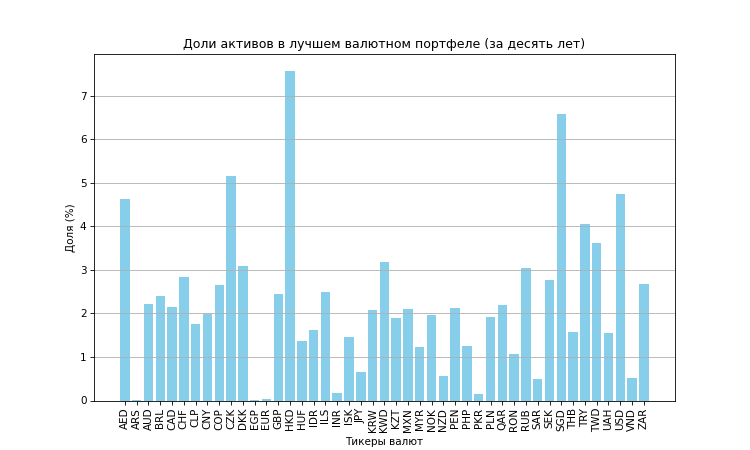 Доли активов в лучшем валютном портфеле (за десять лет)
Доля (%)
7
6
5
4
3
2
1
0
AED ARS AUD BRL CAD CHF CLP CNY COP CZK DKK EGP EUR GBP HKD HUF IDR ILS INR ISK JPY KRW KWD KZT MXN MYR NOK NZD PEN PHP PKR PLN QAR RON RUB SAR SEK SGD THB TRY TWD UAH USD VND ZAR
Тикеры валют